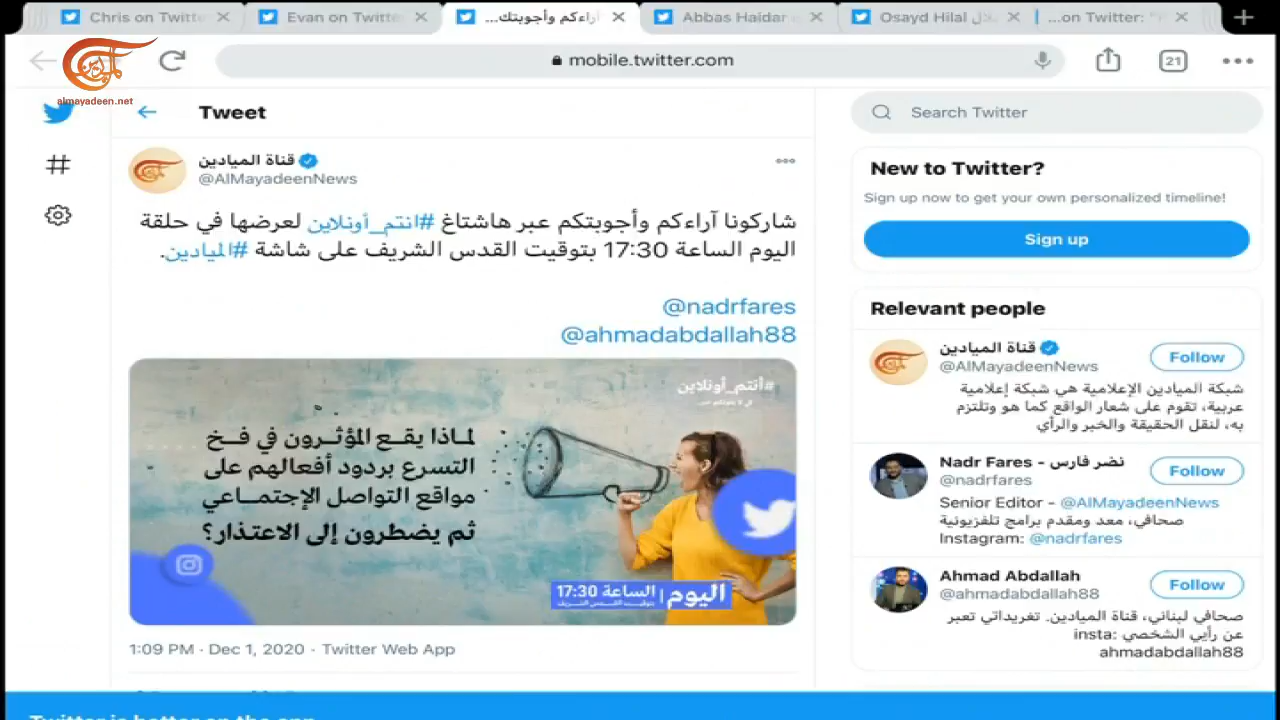 Chris on Twitte
Evan on Twitte
...آراءكم وأجوبتك
Abbas Haidar
Osayd Hilal
...on Twitter:
almayadeen.net
mobile.twitter.com
21
Tweet
Search Twitter
قناة الميادين
@AlMayadeenNews
شاركونا آراءكم وأجوبتكم عبر هاشتاغ #انتم_أونلاين لعرضها في حلقة
اليوم الساعة 17:30 بتوقيت القدس الشريف على شاشة #الميادين.
@nadrfares
@ahmadabdallah88
#أنتم_أونلاين
لماذا يقع المؤثرون في فخ
التسرع بردود أفعالهم على
مواقع التواصل الإجتماعي
ثم يضطرون إلى الاعتذار؟
اليوم | الساعة 17:30
بتوقيت القدس الشريف
1:09 PM · Dec 1, 2020 · Twitter Web App
New to Twitter?
Sign up now to get your own personalized timeline!
Sign up
Relevant people
قناة الميادين
@AlMayadeenNews
Follow
شبكة الميادين الإعلامية هي شبكة إعلامية
عربية، تقوم على شعار الواقع كما هو وتلتزم
به، لنقل الحقيقة والخبر والرأي
Nadr Fares - نضر فارس
@nadrfares
Follow
Senior Editor - @AlMayadeenNews
صحافي، معد ومقدم برامج تلفزيونية
Instagram: @nadrfares
Ahmad Abdallah
@ahmadabdallah88
Follow
صحافي لبناني، قناة الميادين. تغريداتي تعبر
عن رأيي الشخصي insta:
ahmadabdallah88
Twitter is better on the app